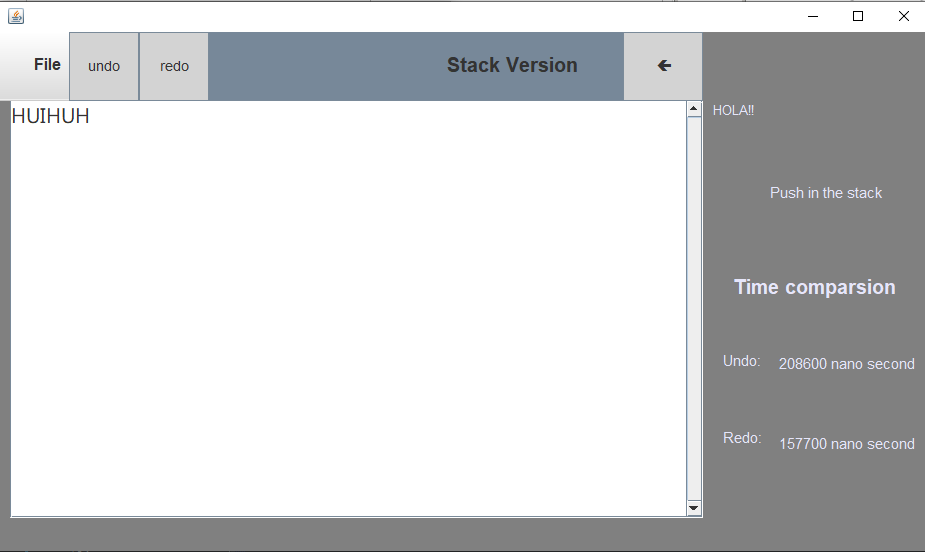 File
undo
redo
Stack Version
HUIHUH
HOLA!!
Push in the stack
Time comparsion
Undo: 208600 nano second
Redo: 157700 nano second